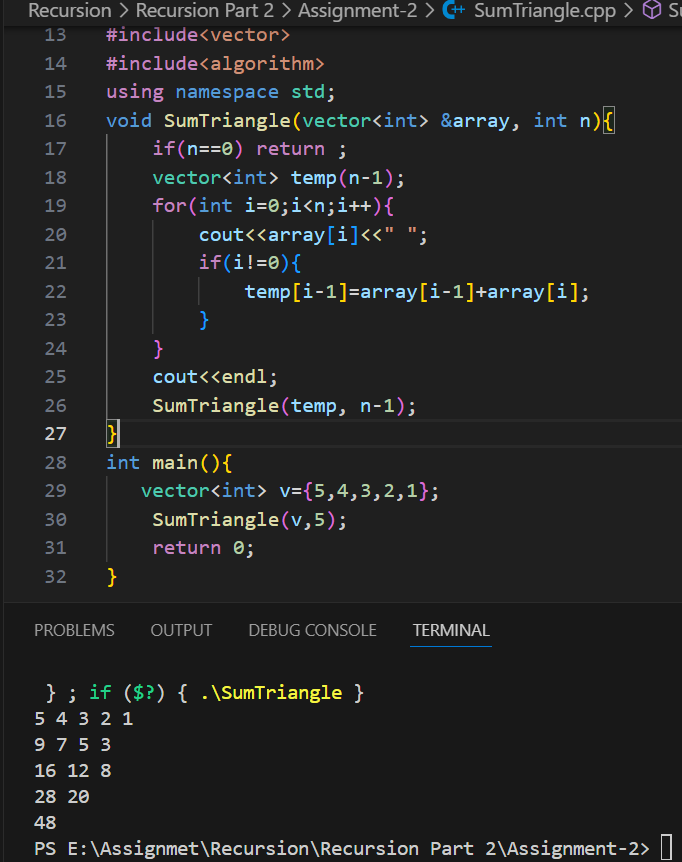 Recursion > Recursion Part 2 > Assignment-2 > C++ SumTriangle.cpp > S
13 #include<vector>
14 #include<algorithm>
15 using namespace std;
16 void SumTriangle(vector<int> &array, int n){
17 if(n==0) return ;
18 vector<int> temp(n-1);
19 for(int i=0;i<n;i++){
20 cout<<array[i]<<" ";
21 if(i!=0){
22 temp[i-1]=array[i-1]+array[i];
23 }
24 }
25 cout<<endl;
26 SumTriangle(temp, n-1);
27 }
28 int main(){
29 vector<int> v={5,4,3,2,1};
30 SumTriangle(v,5);
31 return 0;
32 }
PROBLEMS OUTPUT DEBUG CONSOLE TERMINAL
} ; if ($?) { .\SumTriangle }
5 4 3 2 1
9 7 5 3
16 12 8
28 20
48
PS E:\Assignmet\Recursion\Recursion Part 2\Assignment-2>